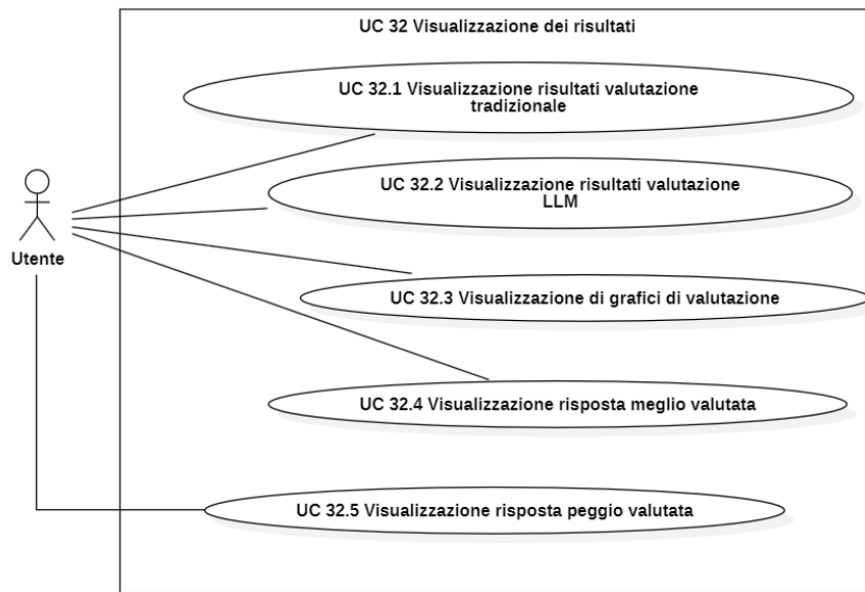 UC 32 Visualizzazione dei risultati
UC 32.1 Visualizzazione risultati valutazione
tradizionale
UC 32.2 Visualizzazione risultati valutazione
LLM
Utente
UC 32.3 Visualizzazione di grafici di valutazione
UC 32.4 Visualizzazione risposta meglio valutata
UC 32.5 Visualizzazione risposta peggio valutata